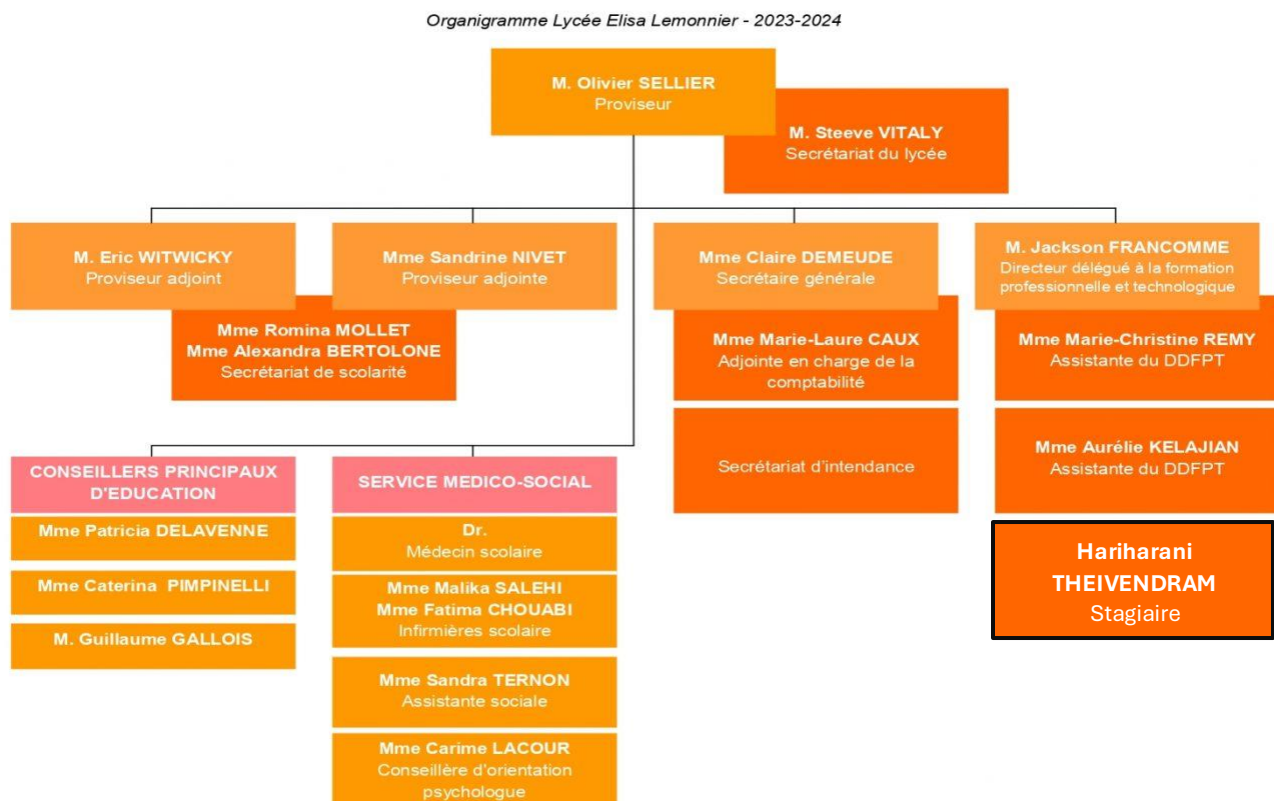 Organigramme Lycée Elisa Lemonnier - 2023-2024
M. Olivier SELLIER
Proviseur
M. Steeve VITALY
Secrétariat du lycée
M. Eric WITWICKY
Proviseur adjoint
Mme Sandrine NIVET
Proviseur adjointe
Mme Claire DEMEUDE
Secrétaire générale
M. Jackson FRANCOMME
Directeur délégué à la formation
professionnelle et technologique
Mme Romina MOLLET
Mme Alexandra BERTOLONE
Secrétariat de scolarité
Mme Marie-Laure CAUX
Adjointe en charge de la
comptabilité
Mme Marie-Christine REMY
Assistante du DDFPT
Secrétariat d'intendance
Mme Aurélie KELAJIAN
Assistante du DDFPT
Hariharani
THEIVENDRAM
Stagiaire
CONSEILLERS PRINCIPAUX
D'EDUCATION
Mme Patricia DELAVENNE
Mme Caterina PIMPINELLI
M. Guillaume GALLOIS
SERVICE MEDICO-SOCIAL
Dr.
Médecin scolaire
Mme Malika SALEHI
Mme Fatima CHOUABI
Infirmières scolaire
Mme Sandra TERNON
Assistante sociale
Mme Carime LACOUR
Conseillère d'orientation
psychologue